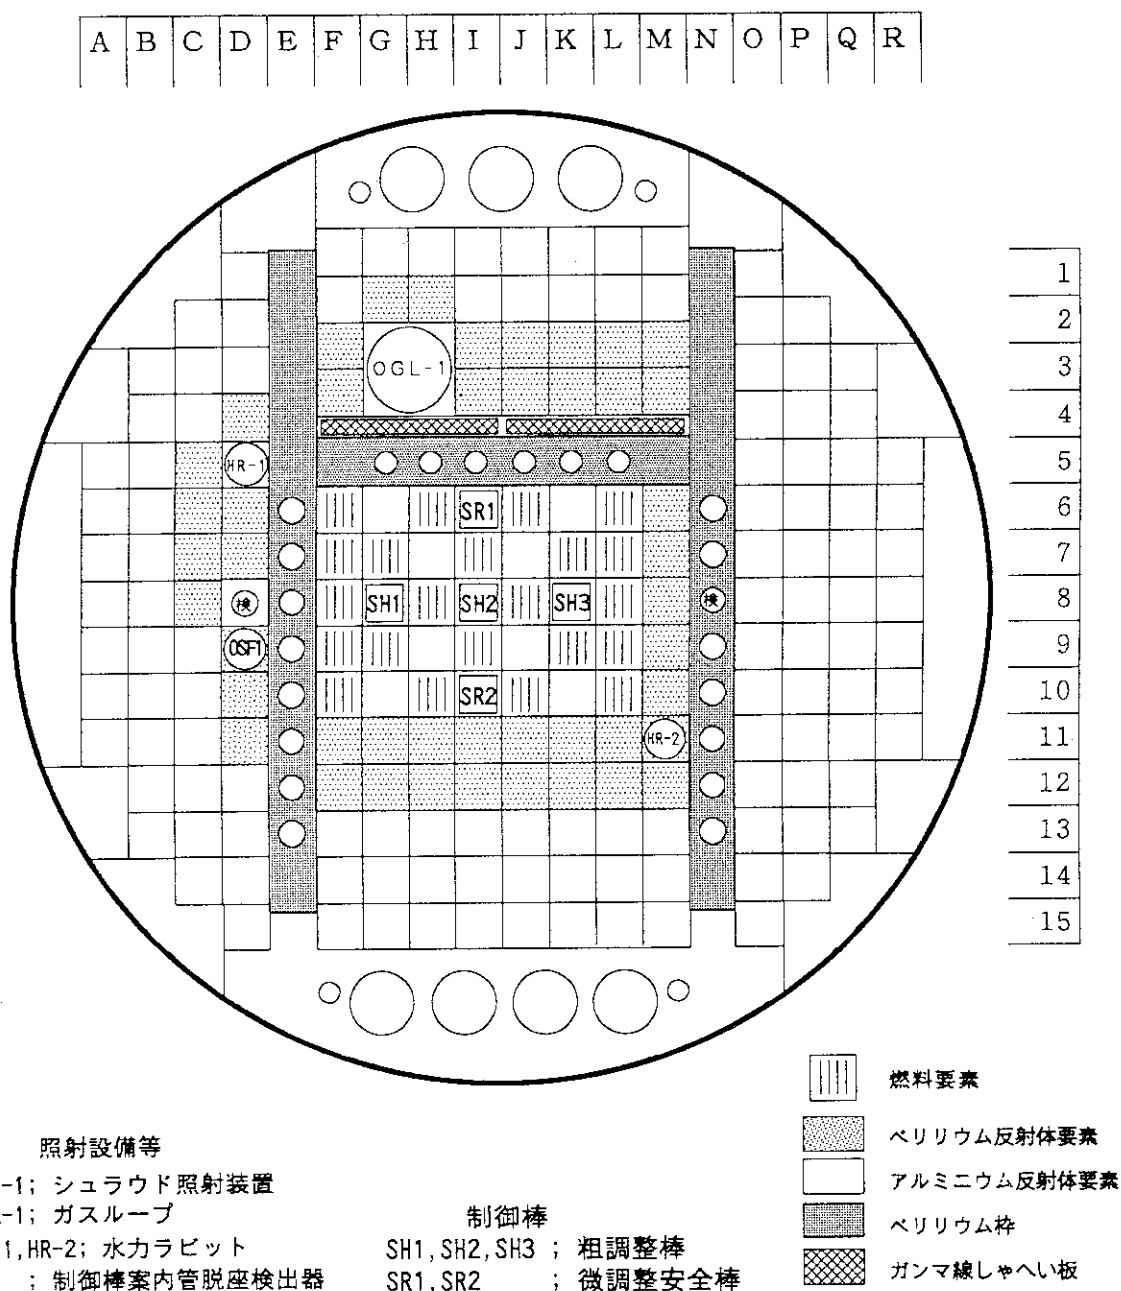 A B C D E F G H I J K L M N O P Q R
1
2
OGL-1
3
4
HR-1
5
SR1
6
7
検 SH1 SH2 SH3 検
8
OSF1
9
SR2
10
HR-2
11
12
13
14
15
燃料要素
照射設備等
ベリリウム反射体要素
-1; シュラウド照射装置
アルミニウム反射体要素
-1; ガスループ
制御棒
ベリリウム枠
1,HR-2; 水力ラビット
SH1,SH2,SH3 ; 粗調整棒
; 制御棒案内管脱座検出器
SR1,SR2 ; 微調整安全棒
ガンマ線しゃへい板